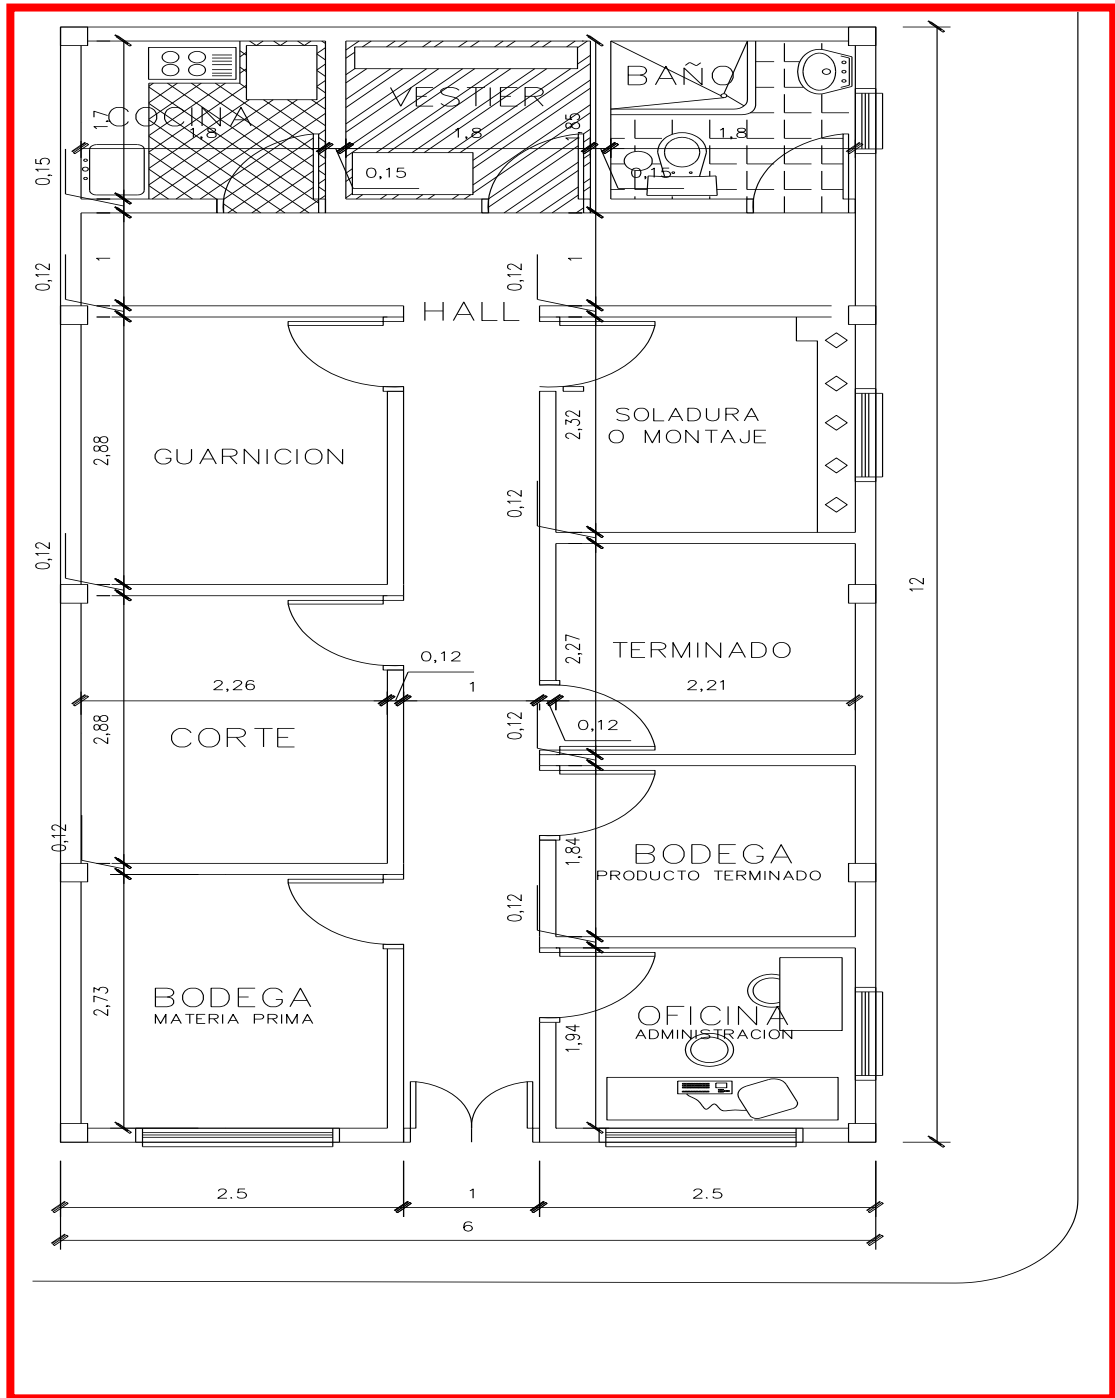 BAÑO
VESTIER
COCINA
1,7
1,8
1,8
1,85
1,8
0,15
0,15
0,15
0,12
1
0,12
1
HALL
2,88
GUARNICION
2,32
SOLADURA
O MONTAJE
0,12
0,12
12
2,27
TERMINADO
0,12
2,26
1
2,21
2,88
CORTE
0,12
0,12
0,12
1,84
BODEGA
PRODUCTO TERMINADO
0,12
2,73
BODEGA
MATERIA PRIMA
1,94
OFICINA
ADMINISTRACION
2.5
1
2.5
6